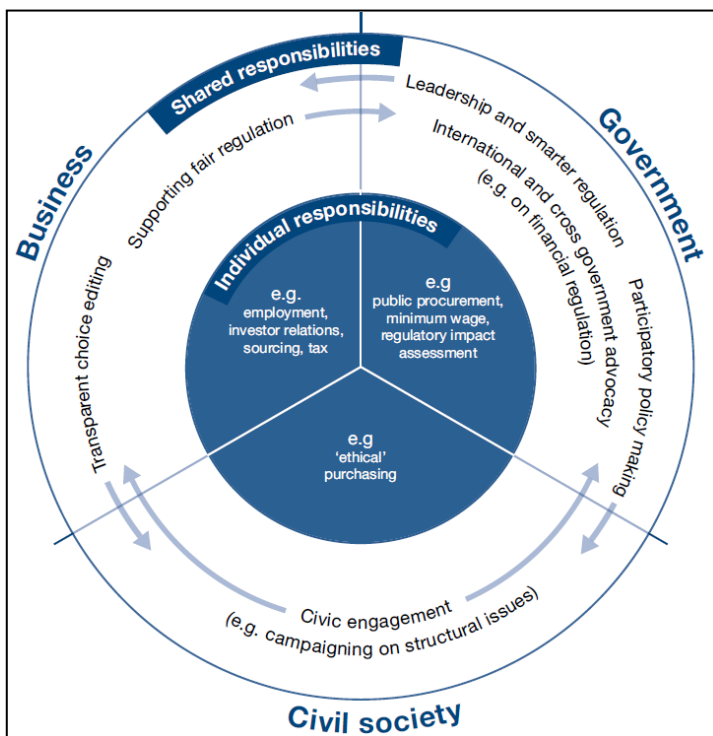 Shared responsibilities
Business
Government
Leadership and smarter regulation
Supporting fair regulation
International and cross government advocacy
(e.g. on financial regulation)
Individual responsibilities
e.g.
employment,
investor relations,
sourcing, tax
e.g
public procurement,
minimum wage,
regulatory impact
assessment
Transparent choice editing
Participatory policy making
e.g
‘ethical’
purchasing
Civic engagement
(e.g. campaigning on structural issues)
Civil society